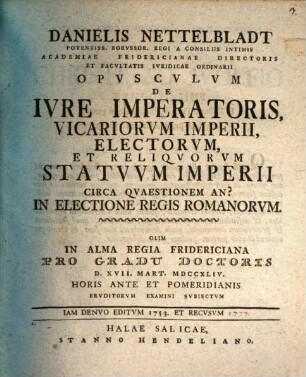 DANIELIS NETTELBLADT
POTENTISS. BORVSSOR. REGI A CONSILIIS INTIMIS
ACADEMIAE FRIDERICIANAE DIRECTORIS
ET FACVLTATIS IVRIDICAE ORDINARII
OPVSCVLVM
DE
IVRE IMPERATORIS,
VICARIORVM IMPERII,
ELECTORVM,
ET RELIQVORVM
STATVVM IMPERII
CIRCA QVAESTIONEM AN?
IN ELECTIONE REGIS ROMANORVM.
OLIM
IN ALMA REGIA FRIDERICIANA
PRO GRADU DOCTORIS
D. XVII. MART. MDCCXLIV.
HORIS ANTE ET POMERIDIANIS
ERVDITORVM EXAMINI SVBIECTVM
IAM DENVO EDITVM 1753. ET RECVSVM 1777.
HALAE SALICAE,
STANNO HENDELIANO.